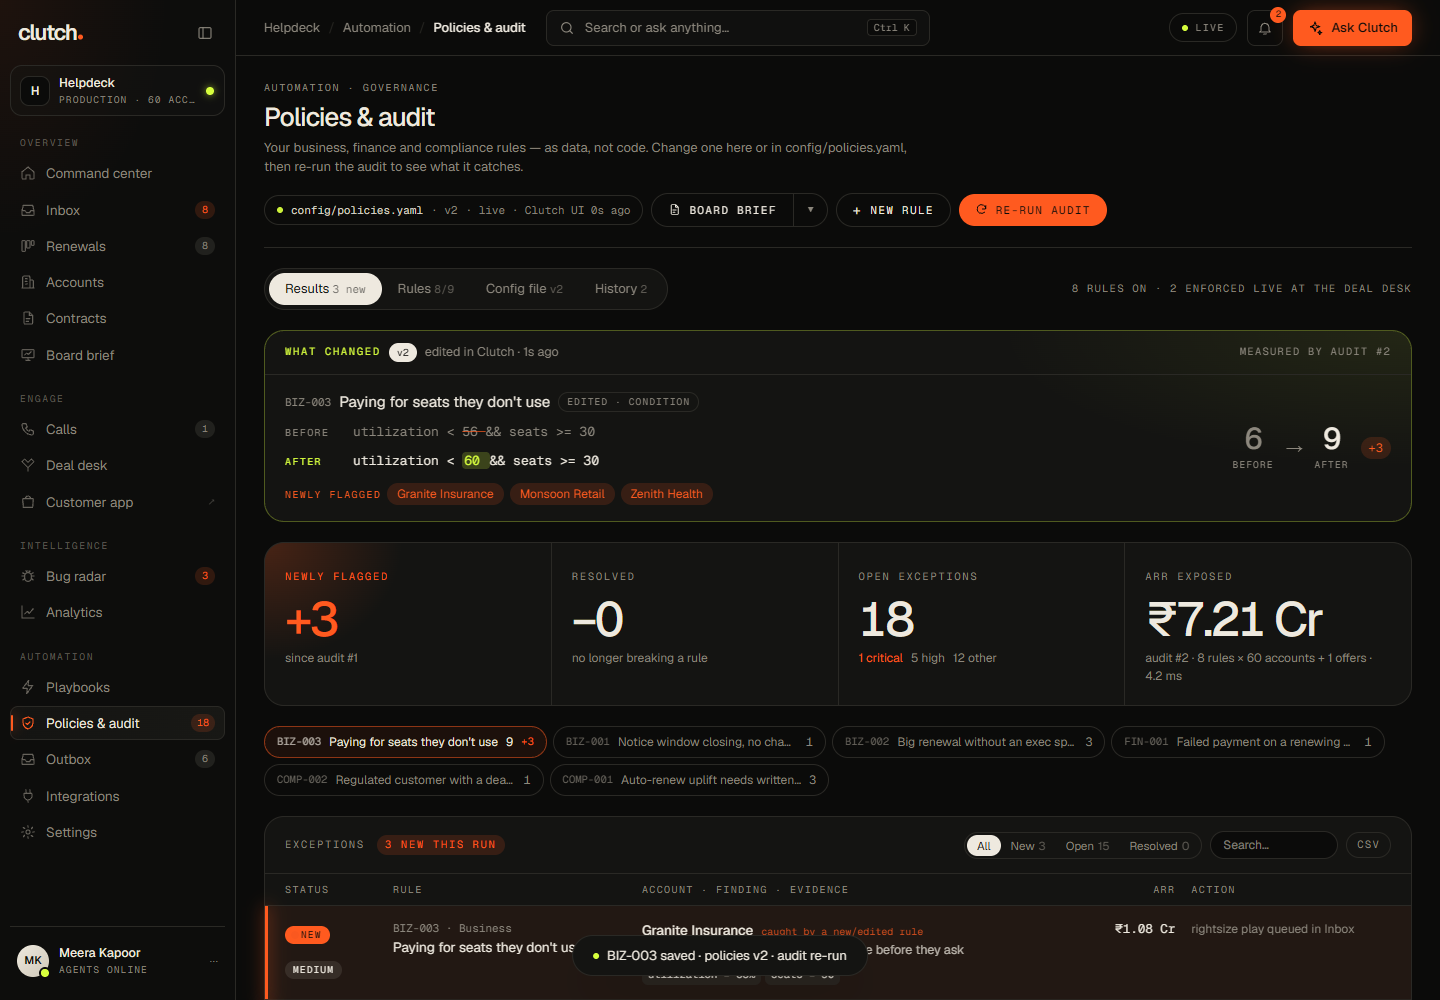 clutch.
Helpdeck / Automation / Policies & audit
Search or ask anything...
Ctrl K
LIVE
2
Ask Clutch
H
Helpdeck
PRODUCTION · 60 ACC…
OVERVIEW
Command center
Inbox 8
Renewals 8
Accounts
Contracts
Board brief
ENGAGE
Calls 1
Deal desk
Customer app ↗
INTELLIGENCE
Bug radar 3
Analytics
AUTOMATION
Playbooks
Policies & audit 18
Outbox 6
Integrations
Settings
MK
Meera Kapoor
AGENTS ONLINE
...
AUTOMATION · GOVERNANCE
Policies & audit
Your business, finance and compliance rules — as data, not code. Change one here or in config/policies.yaml,
then re-run the audit to see what it catches.
config/policies.yaml · v2 · live · Clutch UI 0s ago
BOARD BRIEF ▼
+ NEW RULE
RE-RUN AUDIT
Results 3 new
Rules 8/9
Config file v2
History 2
8 RULES ON · 2 ENFORCED LIVE AT THE DEAL DESK
WHAT CHANGED v2 edited in Clutch · 1s ago
MEASURED BY AUDIT #2
BIZ-003 Paying for seats they don't use EDITED · CONDITION
BEFORE utilization < 56 && seats >= 30
AFTER utilization < 60 && seats >= 30
NEWLY FLAGGED Granite Insurance Monsoon Retail Zenith Health
6 → 9 +3
BEFORE AFTER
NEWLY FLAGGED
+3
since audit #1
RESOLVED
−0
no longer breaking a rule
OPEN EXCEPTIONS
18
1 critical 5 high 12 other
ARR EXPOSED
₹7.21 Cr
audit #2 · 8 rules × 60 accounts + 1 offers ·
4.2 ms
BIZ-003 Paying for seats they don't use 9 +3
BIZ-001 Notice window closing, no cha… 1
BIZ-002 Big renewal without an exec sp… 3
FIN-001 Failed payment on a renewing … 1
COMP-002 Regulated customer with a dea… 1
COMP-001 Auto-renew uplift needs written… 3
EXCEPTIONS 3 NEW THIS RUN
All New 3 Open 15 Resolved 0
Search...
CSV
STATUS RULE ACCOUNT · FINDING · EVIDENCE ARR ACTION
NEW
MEDIUM
BIZ-003 · Business
Paying for seats they don't us
Granite Insurance caught by a new/edited rule
e before they ask
₹1.08 Cr
rightsize play queued in Inbox
BIZ-003 saved · policies v2 · audit re-run